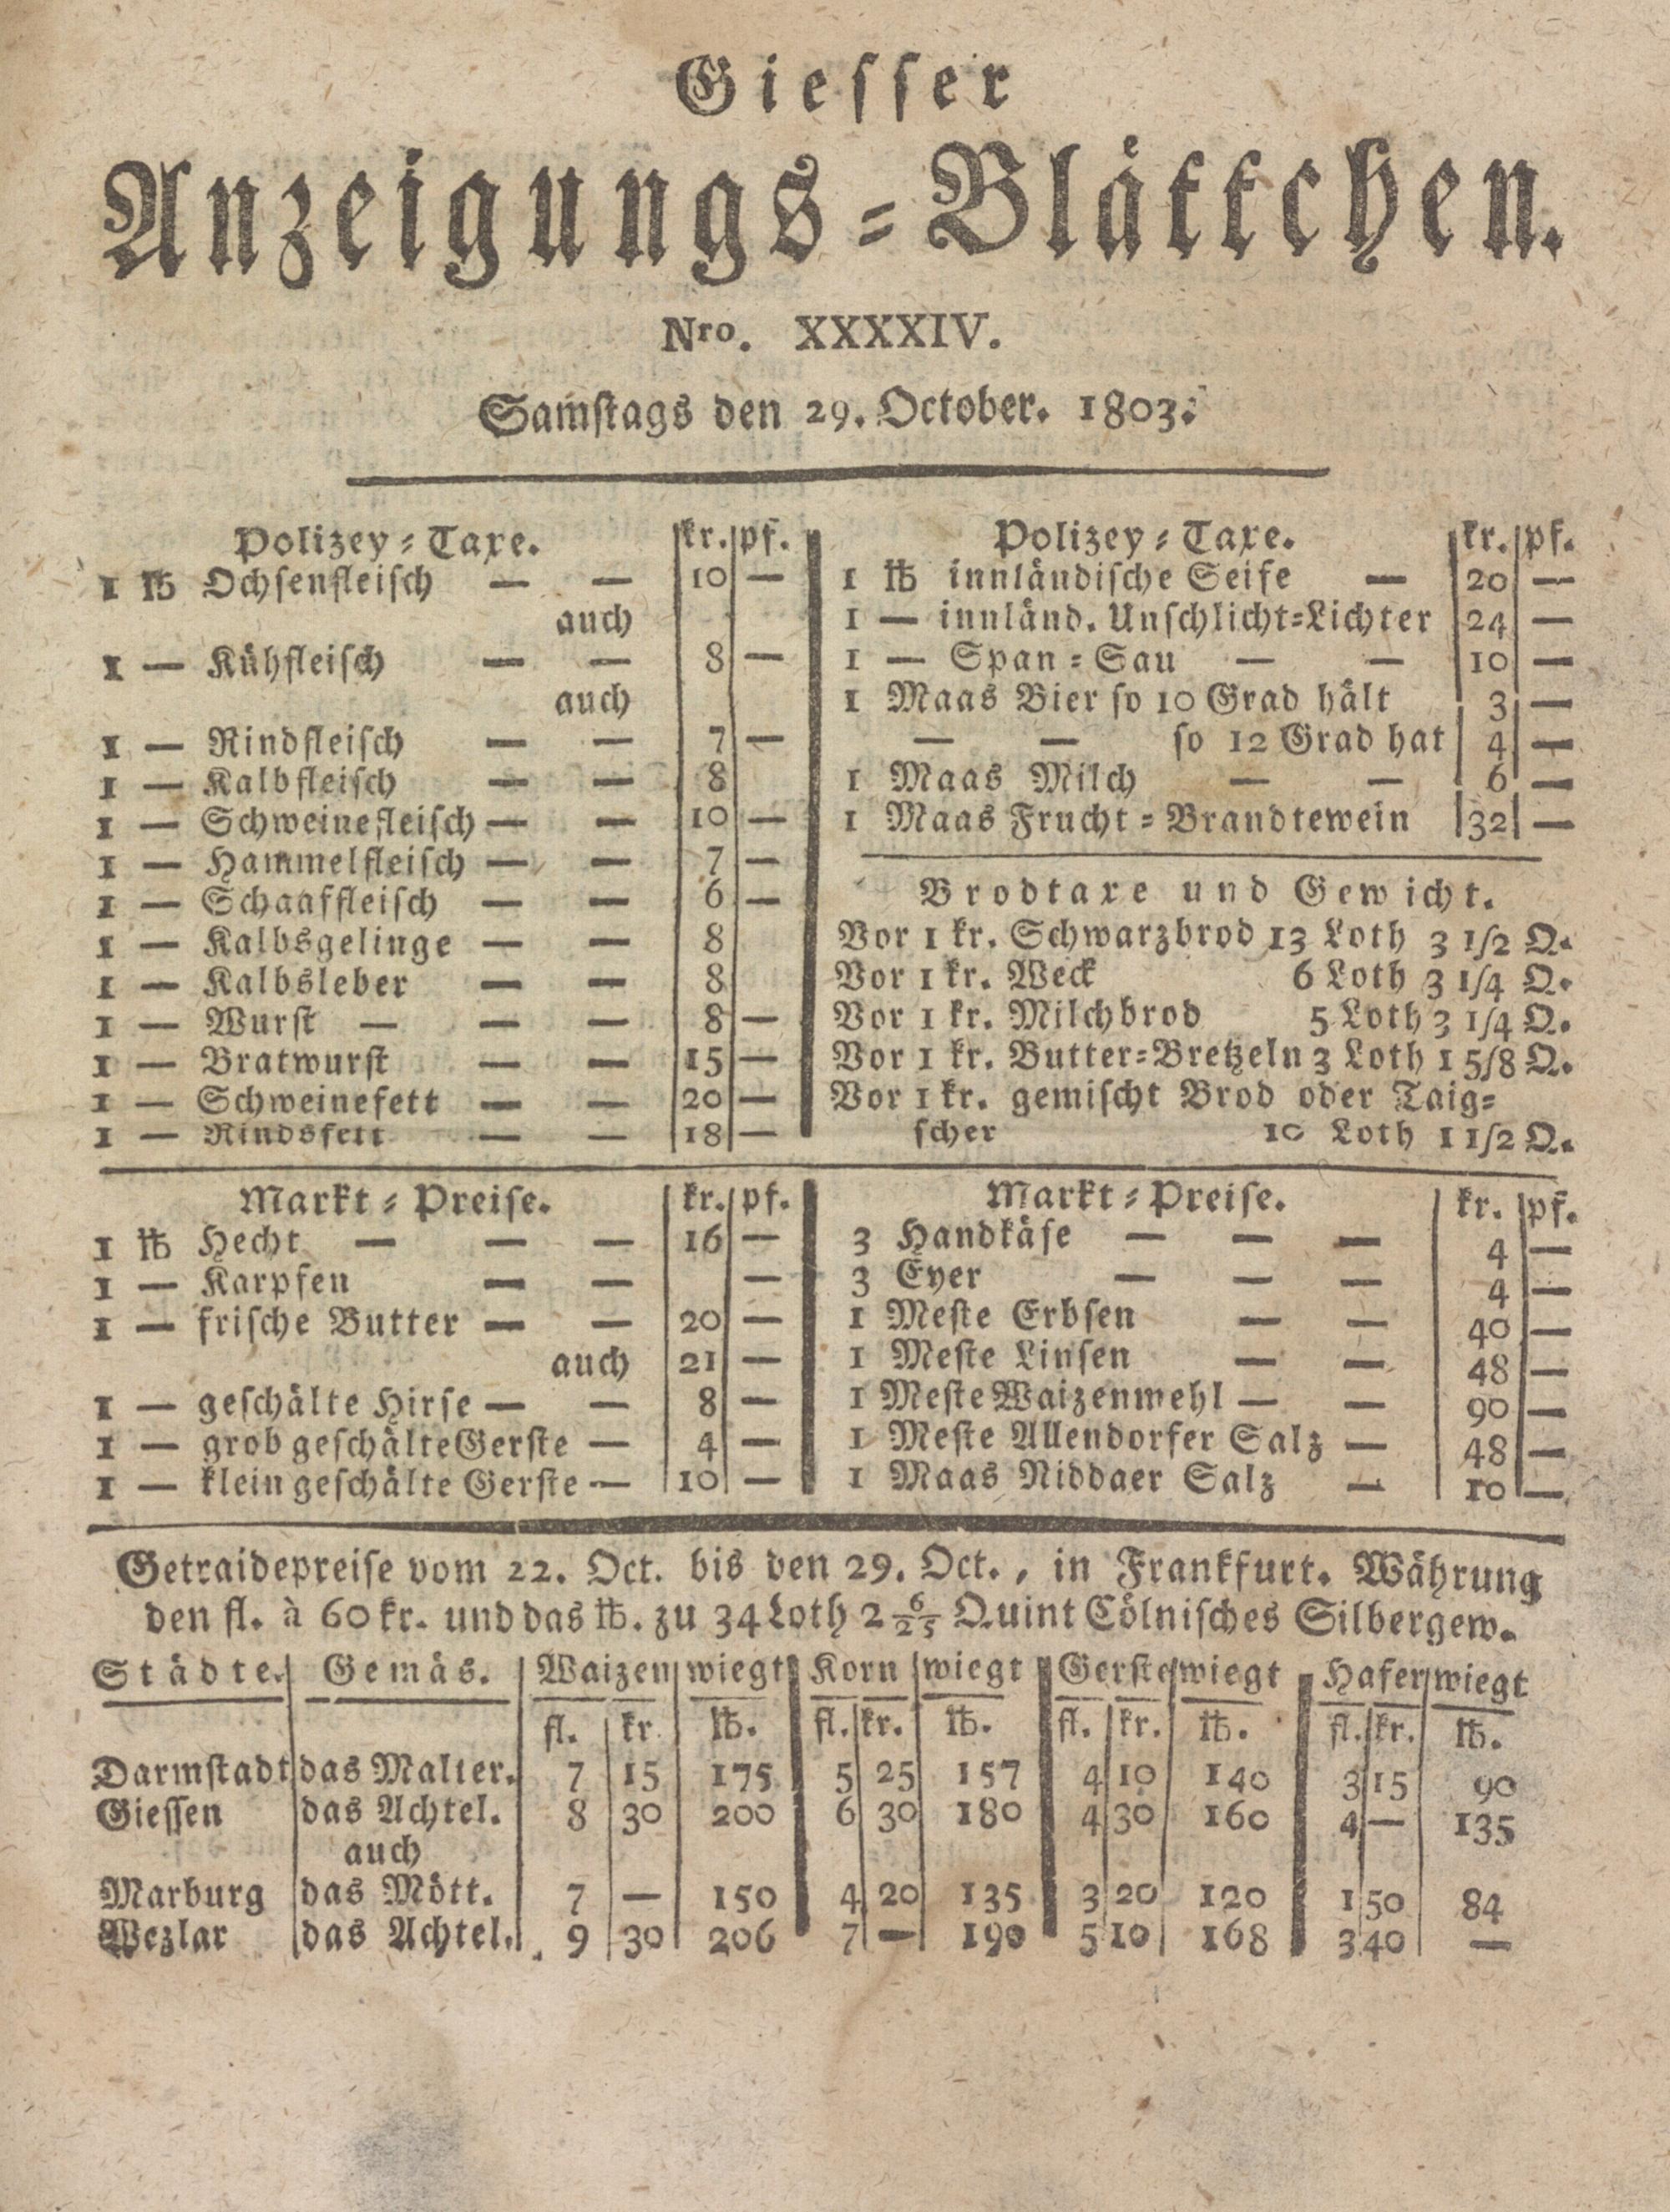 Giesser
Anzeigungs-Blättchen.
Nro. XXXXIV.
Samstags den 29. October. 1803.
Polizey-Taxe. kr. pf.
1 ℔ Ochsenfleisch — — 10 —
auch
1 — Kühfleisch — — 8 —
auch
1 — Rindfleisch — — 7 —
1 — Kalbfleisch — — 8
1 — Schweinefleisch — — 10 —
1 — Hammelfleisch — — 7 —
1 — Schaaffleisch — — 6 —
1 — Kalbsgelinge — — 8
1 — Kalbsleber — — 8
1 — Wurst — — — 8 —
1 — Bratwurst — — 15 —
1 — Schweinefett — — 20 —
1 — Rindsfett — — 18 —
Polizey-Taxe. kr. pf.
1 ℔ innländische Seife — 20 —
1 — innländ. Unschlicht-Lichter 24 —
1 — Span-Sau — — 10 —
1 Maas Bier so 10 Grad hält 3 —
— — so 12 Grad hat 4 —
1 Maas Milch — — 6 —
1 Maas Frucht-Brandtewein 32 —
Brodtaxe und Gewicht.
Vor 1 kr. Schwarzbrod 13 Loth 3 1/2 Q.
Vor 1 kr. Weck 6 Loth 3 1/4 Q.
Vor 1 kr. Milchbrod 5 Loth 3 1/4 Q.
Vor 1 kr. Butter-Bretzeln 3 Loth 1 5/8 Q.
Vor 1 kr. gemischt Brod oder Taig-
scher 10 Loth 1 1/2 Q.
Markt-Preise. kr. pf.
1 ℔ Hecht — — — 16 —
1 — Karpfen — — —
1 — frische Butter — — 20 —
auch 21 —
1 — geschälte Hirse — — 8 —
1 — grob geschälte Gerste — 4 —
1 — klein geschälte Gerste — 10 —
Markt-Preise. kr. pf.
3 Handkäse — — — 4 —
3 Eyer — — — 4 —
1 Meste Erbsen — — 40 —
1 Meste Linsen — — 48 —
1 Meste Waizenmehl — — 90 —
1 Meste Allendorfer Salz — 48 —
1 Maas Niddaer Salz — 10 —
Getraidepreise vom 22. Oct. bis den 29. Oct., in Frankfurt. Währung
den fl. à 60 kr. und das ℔. zu 34 Loth 2 6/25 Quint Cölnisches Silbergew.
Städte. Gemäs. Waizen wiegt Korn wiegt Gerste wiegt Hafer wiegt
fl. kr. ℔. fl. kr. ℔. fl. kr. ℔. fl. kr. ℔.
Darmstadt das Malter. 7 15 175 5 25 157 4 10 140 3 15 90
Giessen das Achtel. 8 30 200 6 30 180 4 30 160 4 — 135
auch
Marburg das Mött. 7 — 150 4 20 135 3 20 120 1 50 84
Wezlar das Achtel. 9 30 206 7 — 190 5 10 168 3 40 —